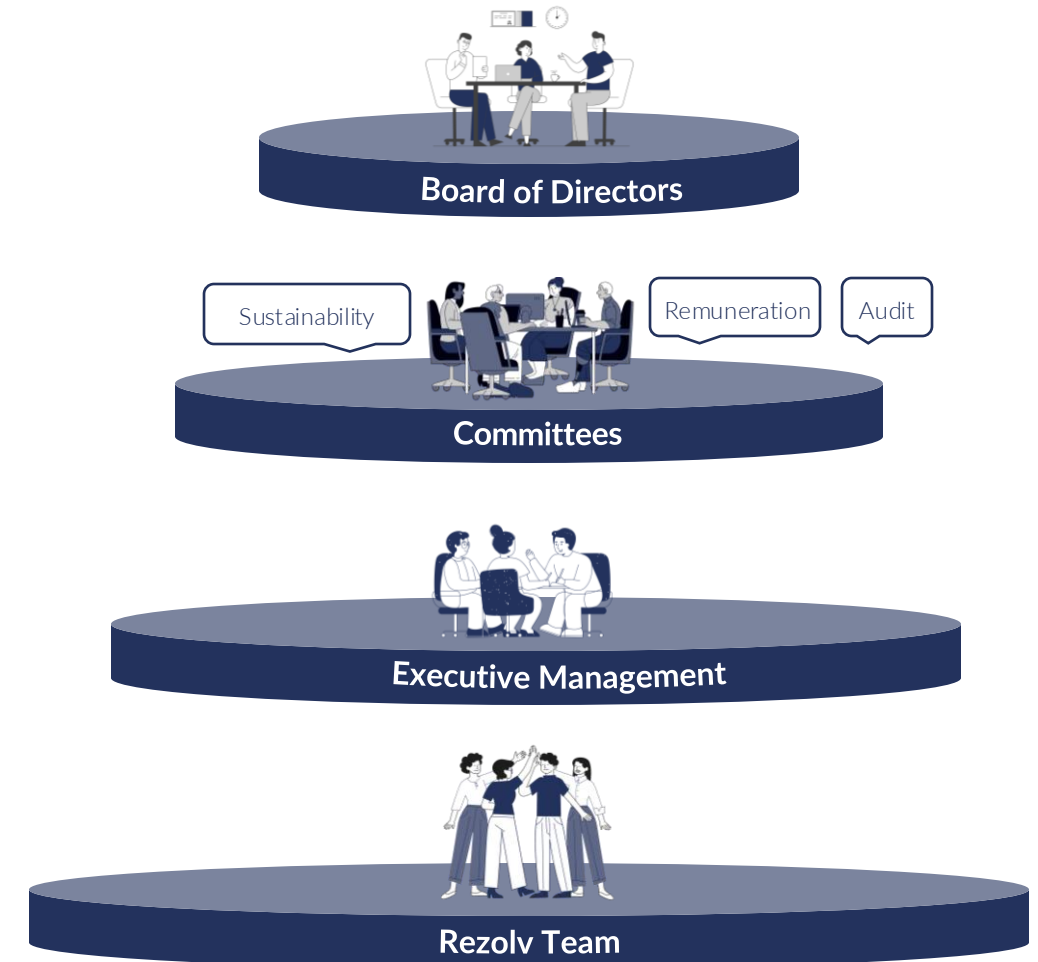 Board of Directors
Sustainability
Remuneration
Audit
Committees
Executive Management
Rezolv Team